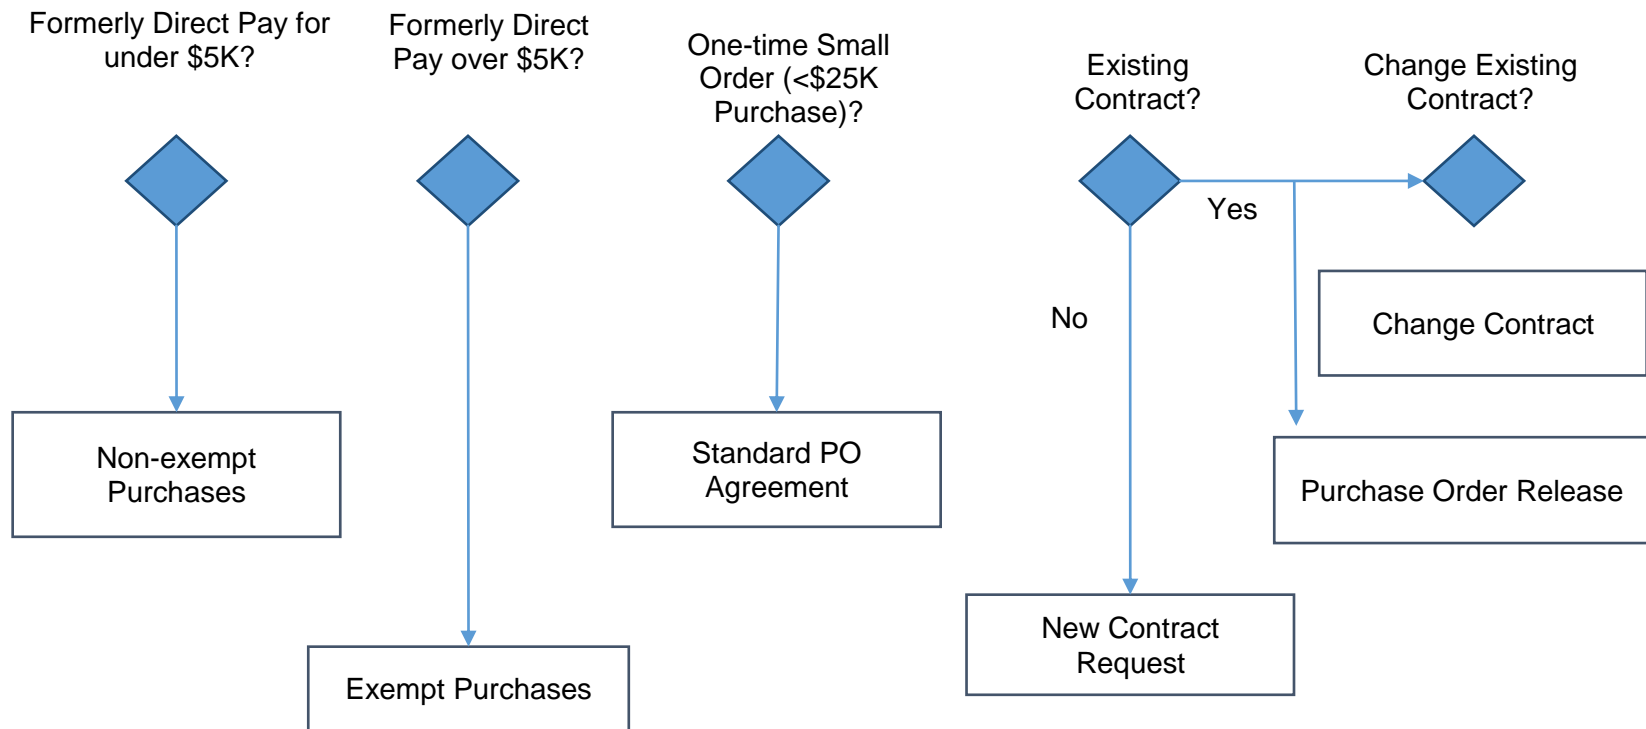 Formerly Direct Pay for
under $5K?
Formerly Direct
Pay over $5K?
One-time Small
Order (<$25K
Purchase)?
Existing
Contract?
Change Existing
Contract?
Yes
No
Change Contract
Non-exempt
Purchases
Standard PO
Agreement
Purchase Order Release
New Contract
Request
Exempt Purchases